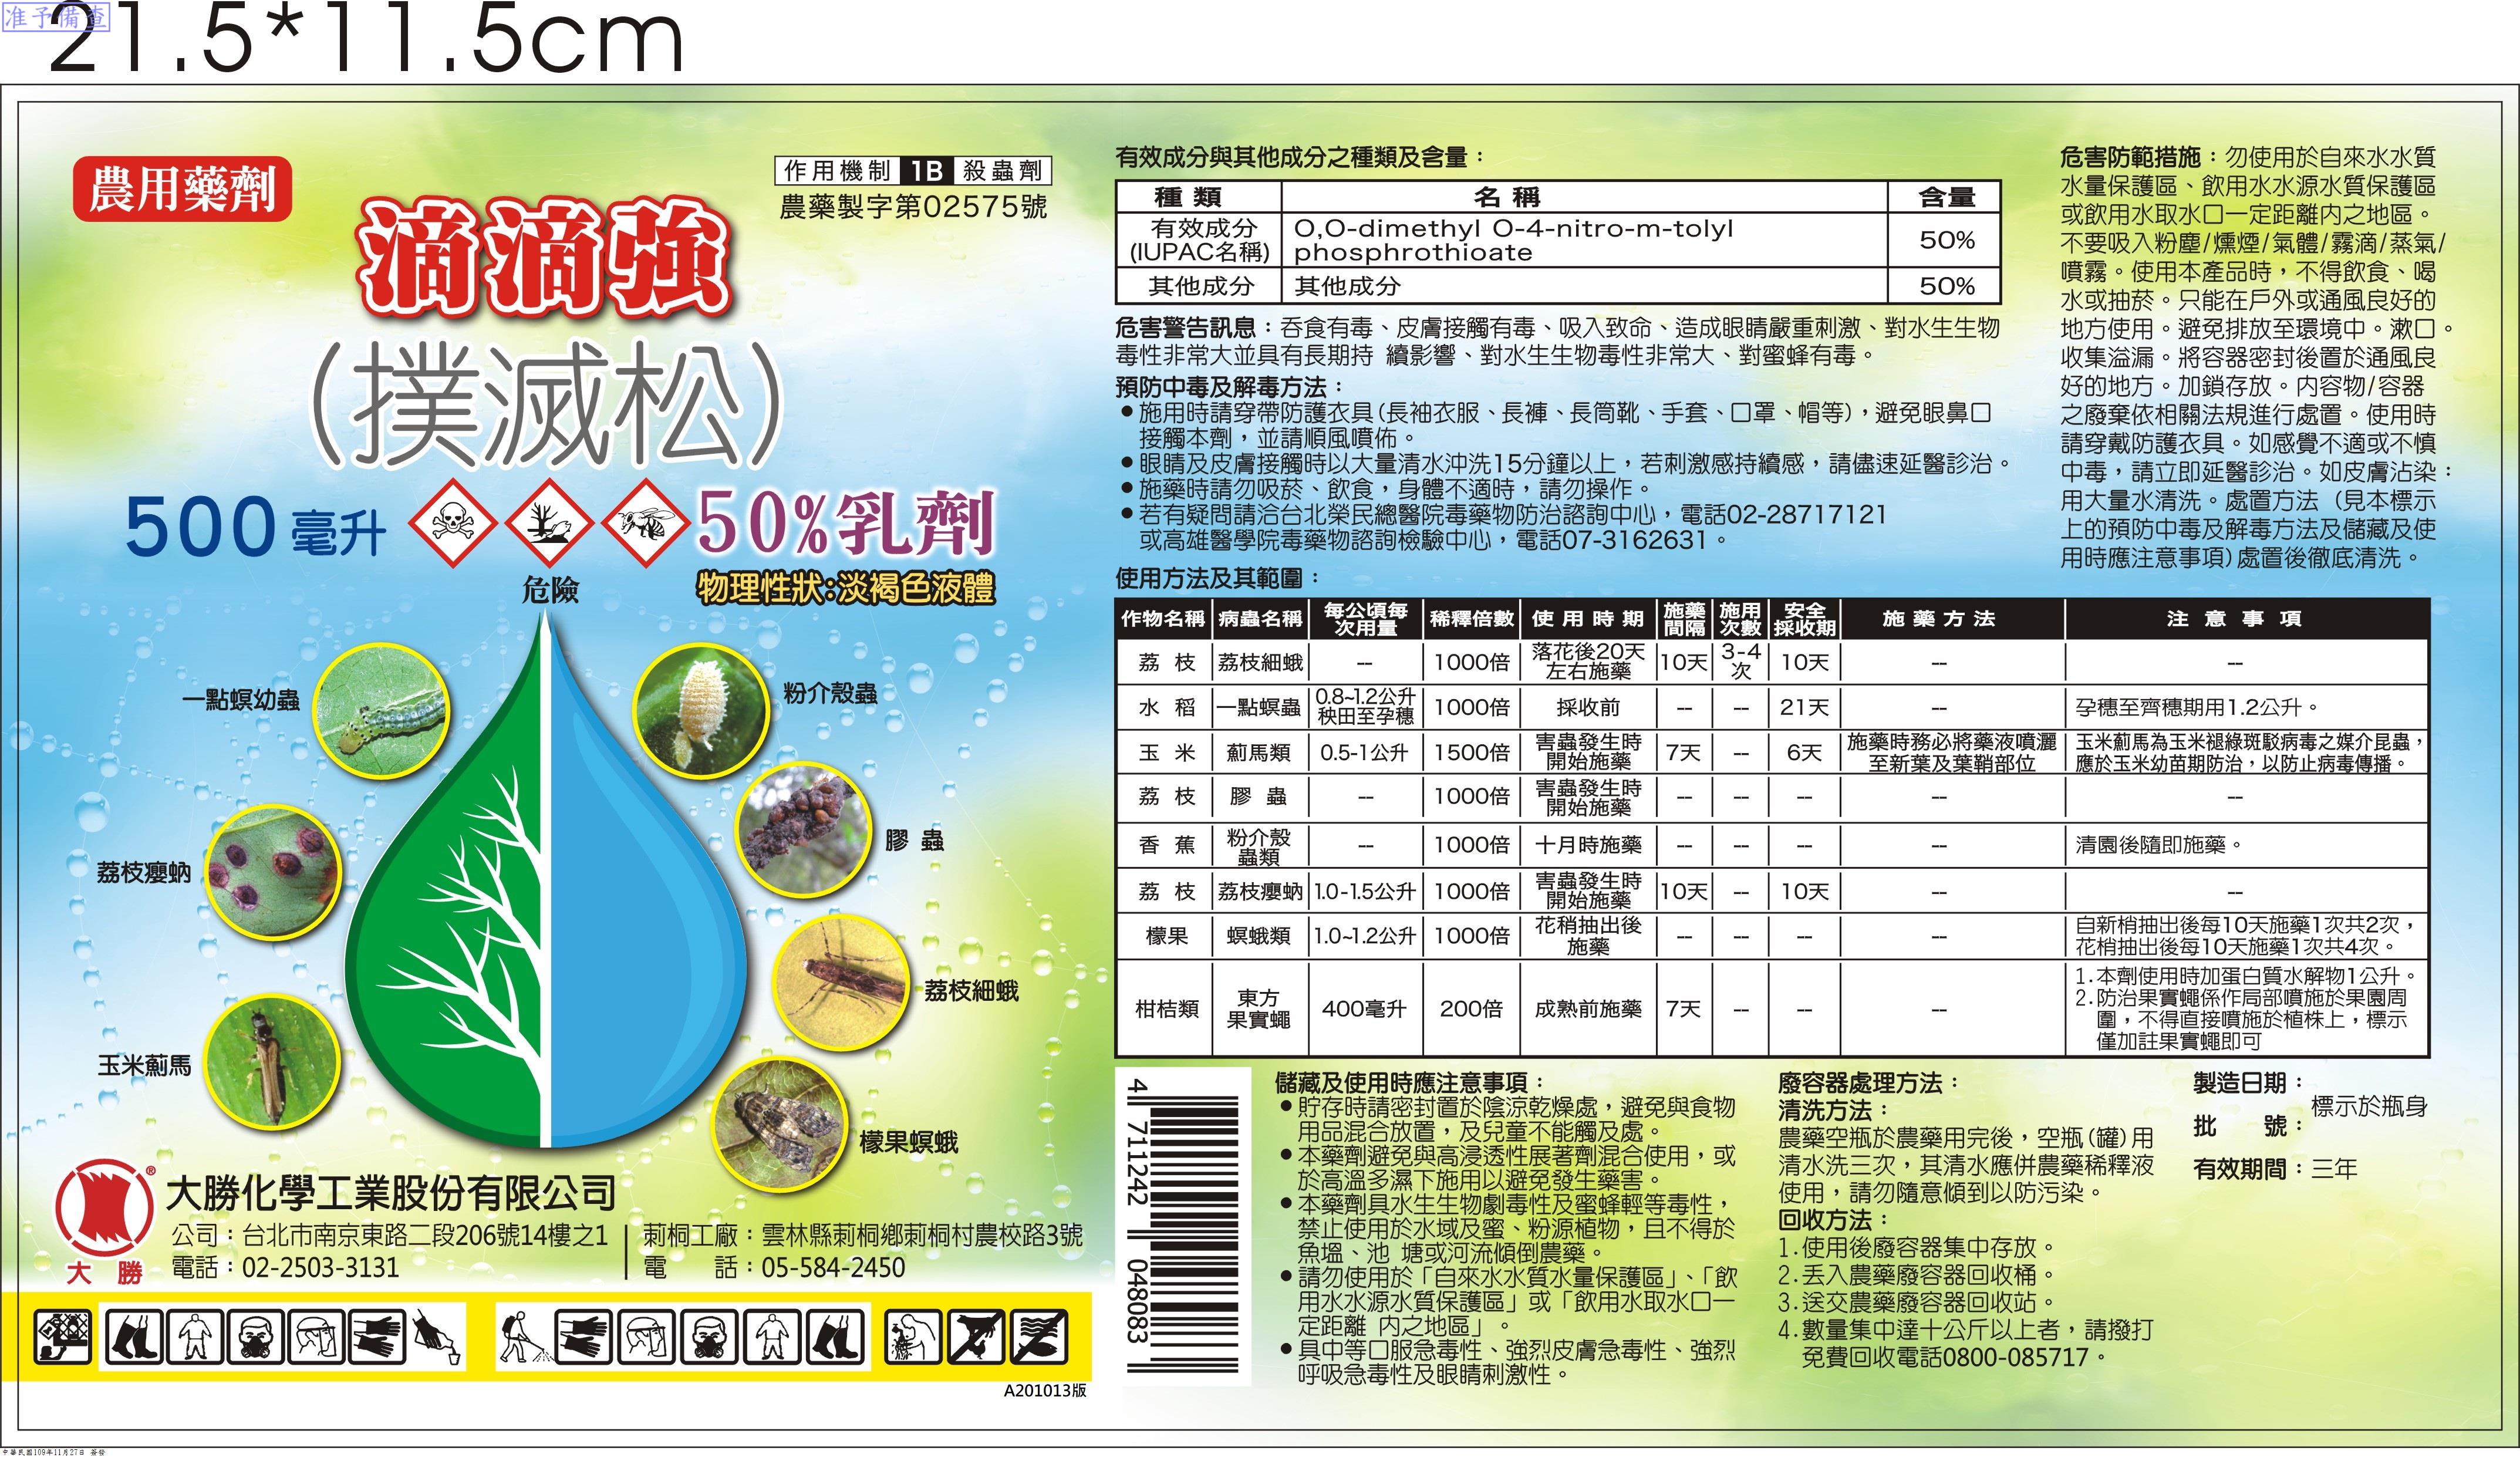 准予備查
21.5*11.5cm
農用藥劑
作用機制 1B 殺蟲劑
農藥製字第02575號
滴滴強
(撲滅松)
500毫升
50%乳劑
危險
物理性狀:淡褐色液體
一點螟幼蟲
粉介殼蟲
膠 蟲
荔枝癭蚋
荔枝細蛾
玉米薊馬
檬果螟蛾
大勝
®
大勝化學工業股份有限公司
公司：台北市南京東路二段206號14樓之1
電話：02-2503-3131
莿桐工廠：雲林縣莿桐鄉莿桐村農校路3號
電 話：05-584-2450
A201013版
有效成分與其他成分之種類及含量：
種類 名稱 含量
有效成分 O,O-dimethyl O-4-nitro-m-tolyl 50%
(IUPAC名稱) phosphrothioate
其他成分 其他成分 50%
危害警告訊息：吞食有毒、皮膚接觸有毒、吸入致命、造成眼睛嚴重刺激、對水生生物
毒性非常大並具有長期持 續影響、對水生生物毒性非常大、對蜜蜂有毒。
預防中毒及解毒方法：
●施用時請穿帶防護衣具(長袖衣服、長褲、長筒靴、手套、口罩、帽等)，避免眼鼻口
接觸本劑，並請順風噴佈。
●眼睛及皮膚接觸時以大量清水沖洗15分鐘以上，若刺激感持續感，請儘速延醫診治。
●施藥時請勿吸菸、飲食，身體不適時，請勿操作。
●若有疑問請洽台北榮民總醫院毒藥物防治諮詢中心，電話02-28717121
或高雄醫學院毒藥物諮詢檢驗中心，電話07-3162631。
危害防範措施：勿使用於自來水水質
水量保護區、飲用水水源水質保護區
或飲用水取水口一定距離內之地區。
不要吸入粉塵/燻煙/氣體/霧滴/蒸氣/
噴霧。使用本產品時，不得飲食、喝
水或抽菸。只能在戶外或通風良好的
地方使用。避免排放至環境中。漱口。
收集溢漏。將容器密封後置於通風良
好的地方。加鎖存放。內容物/容器
之廢棄依相關法規進行處置。使用時
請穿戴防護衣具。如感覺不適或不慎
中毒，請立即延醫診治。如皮膚沾染：
用大量水清洗。處置方法 (見本標示
上的預防中毒及解毒方法及儲藏及使
用時應注意事項)處置後徹底清洗。
使用方法及其範圍：
作物名稱 病蟲名稱 每公頃每次用量 稀釋倍數 使用時期 施藥間隔 施用次數 安全採收期 施藥方法 注意事項
荔 枝 荔枝細蛾 -- 1000倍 落花後20天左右施藥 10天 3-4次 10天 -- --
水 稻 一點螟蟲 0.8~1.2公升秧田至孕穗 1000倍 採收前 -- -- 21天 -- 孕穗至齊穗期用1.2公升。
玉 米 薊馬類 0.5-1公升 1500倍 害蟲發生時開始施藥 7天 -- 6天 施藥時務必將藥液噴灑至新葉及葉鞘部位 玉米薊馬為玉米褪綠斑駁病毒之媒介昆蟲，應於玉米幼苗期防治，以防止病毒傳播。
荔 枝 膠 蟲 -- 1000倍 害蟲發生時開始施藥 -- -- -- -- --
香 蕉 粉介殼蟲類 -- 1000倍 十月時施藥 -- -- -- -- 清園後隨即施藥。
荔 枝 荔枝癭蚋 1.0-1.5公升 1000倍 害蟲發生時開始施藥 10天 -- 10天 -- --
檬果 螟蛾類 1.0~1.2公升 1000倍 花稍抽出後施藥 -- -- -- -- 自新梢抽出後每10天施藥1次共2次，花梢抽出後每10天施藥1次共4次。
柑桔類 東方果實蠅 400毫升 200倍 成熟前施藥 7天 -- -- -- 1.本劑使用時加蛋白質水解物1公升。
2.防治果實蠅係作局部噴施於果園周
圍，不得直接噴施於植株上，標示
僅加註果實蠅即可
4 711242 048083
儲藏及使用時應注意事項：
●貯存時請密封置於陰涼乾燥處，避免與食物
用品混合放置，及兒童不能觸及處。
●本藥劑避免與高浸透性展著劑混合使用，或
於高溫多濕下施用以避免發生藥害。
●本藥劑具水生生物劇毒性及蜜蜂輕等毒性，
禁止使用於水域及蜜、粉源植物，且不得於
魚塭、池 塘或河流傾倒農藥。
●請勿使用於「自來水水質水量保護區」、「飲
用水水源水質保護區」或「飲用水取水口一
定距離 內之地區」。
●具中等口服急毒性、強烈皮膚急毒性、強烈
呼吸急毒性及眼睛刺激性。
廢容器處理方法：
清洗方法：
農藥空瓶於農藥用完後，空瓶(罐)用
清水洗三次，其清水應併農藥稀釋液
使用，請勿隨意傾到以防污染。
回收方法：
1.使用後廢容器集中存放。
2.丟入農藥廢容器回收桶。
3.送交農藥廢容器回收站。
4.數量集中達十公斤以上者，請撥打
免費回收電話0800-085717。
製造日期：
標示於瓶身
批 號：
有效期間：三年
中華民國109年11月27日 簽發